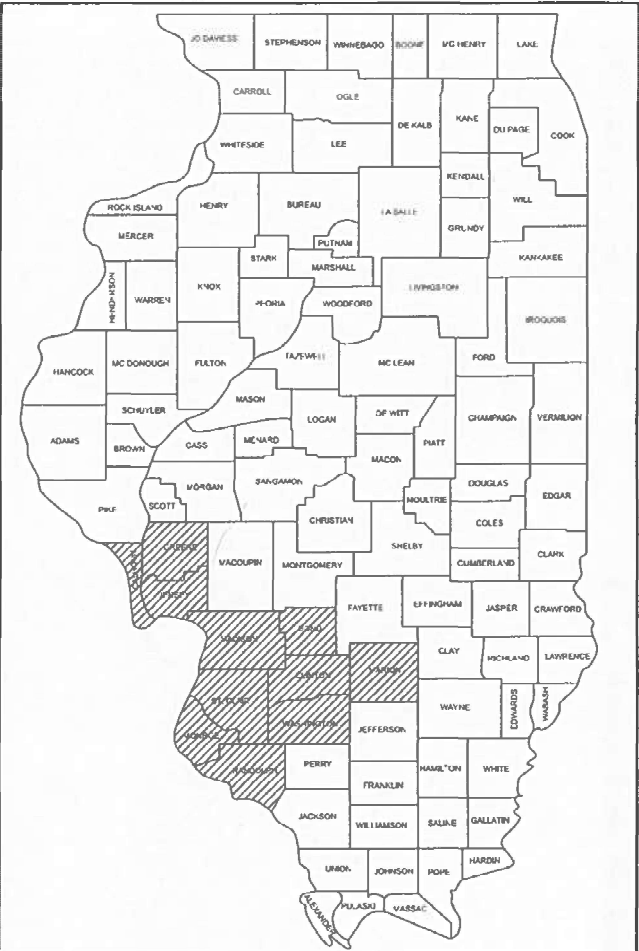 JO DAVIESS STEPHENSON WINNEBAGO BOONE MC HENRY LAKE
CARROLL OGLE
DE KALB KANE DU PAGE COOK
WHITESIDE LEE
KENDALL
WILL
ROCK ISLAND HENRY BUREAU LA SALLE
GRUNDY
MERCER PUTNAM
STARK MARSHALL KANKAKEE
HENDERSON WARREN KNOX PEORIA WOODFORD LIVINGSTON
IROQUOIS
HANCOCK MC DONOUGH FULTON TAZEWELL MC LEAN FORD
MASON
SCHUYLER LOGAN DE WITT CHAMPAIGN VERMILION
ADAMS BROWN CASS MENARD MACON PIATT
MORGAN SANGAMON DOUGLAS
PIKE SCOTT MOULTRIE EDGAR
CHRISTIAN COLES
SHELBY
CALHOUN GREENE MACOUPIN MONTGOMERY CUMBERLAND CLARK
JERSEY
FAYETTE EFFINGHAM JASPER CRAWFORD
MADISON BOND
CLAY RICHLAND LAWRENCE
CLINTON MARION
ST. CLAIR WAYNE EDWARDS WABASH
WASHINGTON JEFFERSON
MONROE
RANDOLPH PERRY HAMILTON WHITE
FRANKLIN
JACKSON WILLIAMSON SALINE GALLATIN
UNION JOHNSON POPE HARDIN
ALEXANDER PULASKI MASSAC